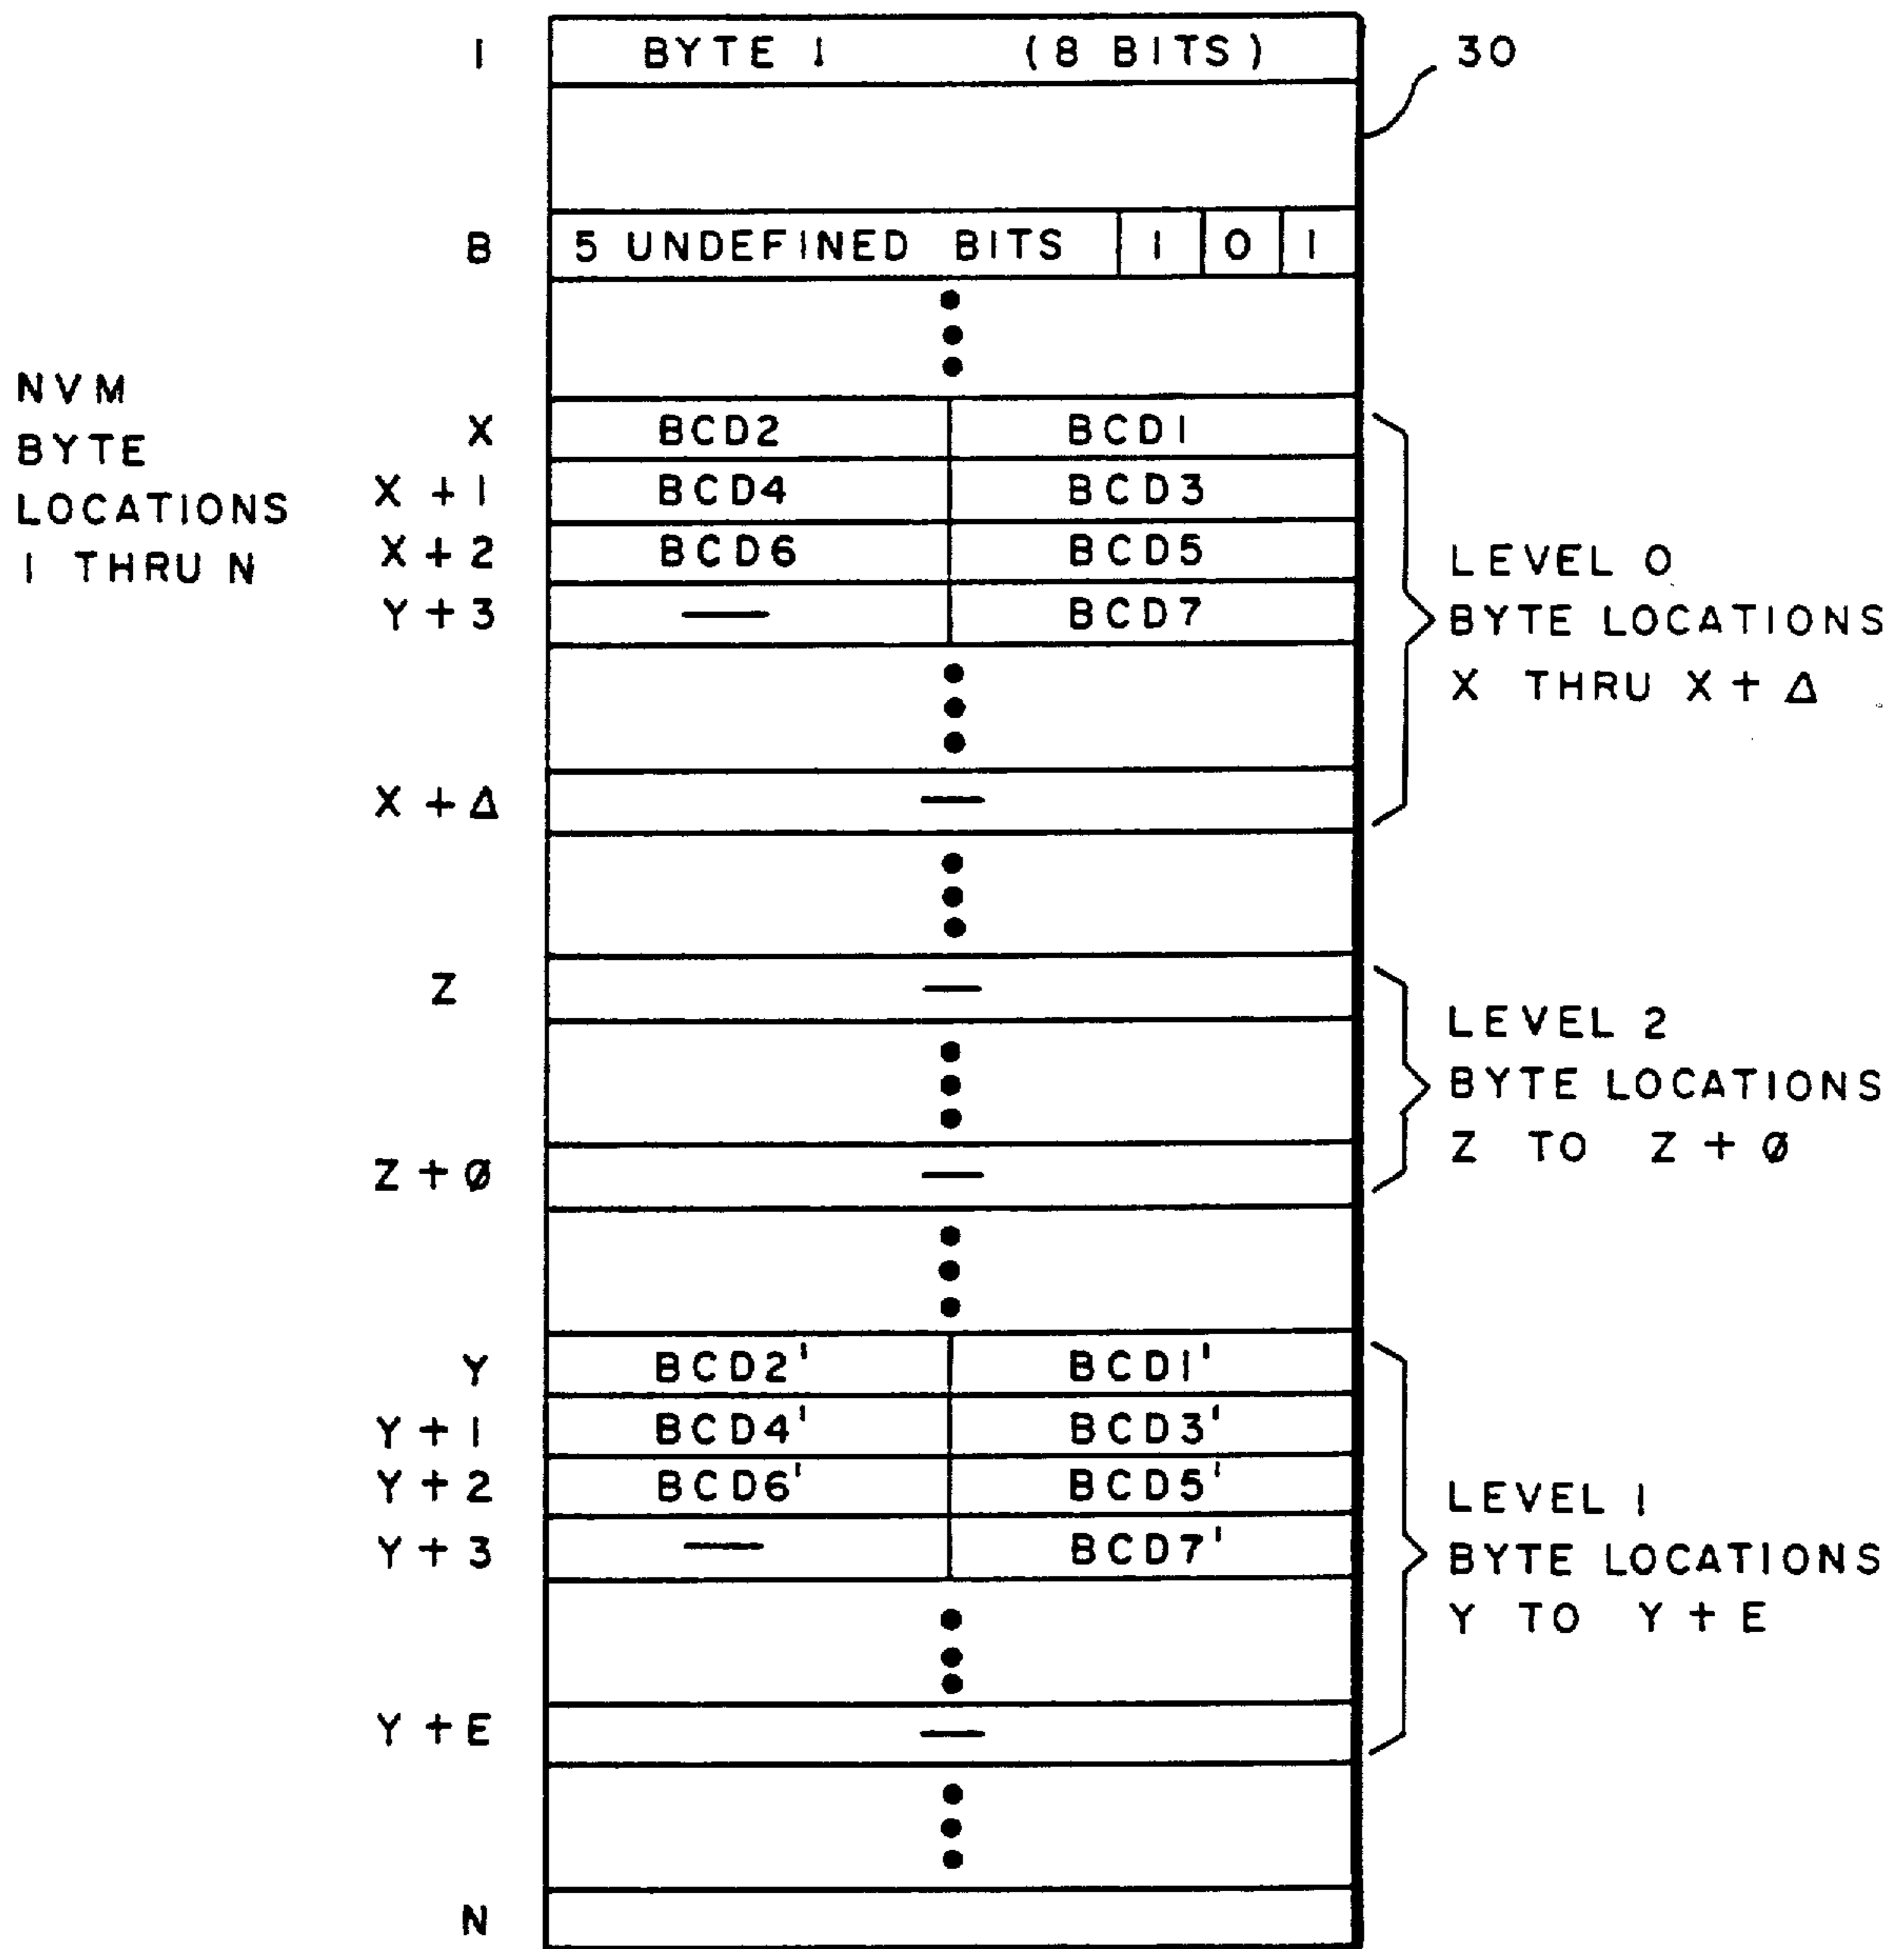 1 BYTE 1 (8 BITS)
30
B 5 UNDEFINED BITS 1 0 1
NVM
BYTE
LOCATIONS
1 THRU N
X BCD2 BCD1
X + 1 BCD4 BCD3
X + 2 BCD6 BCD5
Y + 3 — BCD7
LEVEL 0
BYTE LOCATIONS
X THRU X + Δ
X + Δ —
Z —
LEVEL 2
BYTE LOCATIONS
Z TO Z + Ø
Z + Ø —
Y BCD2' BCD1'
Y + 1 BCD4' BCD3'
Y + 2 BCD6' BCD5'
Y + 3 — BCD7'
LEVEL 1
BYTE LOCATIONS
Y TO Y + E
Y + E —
N